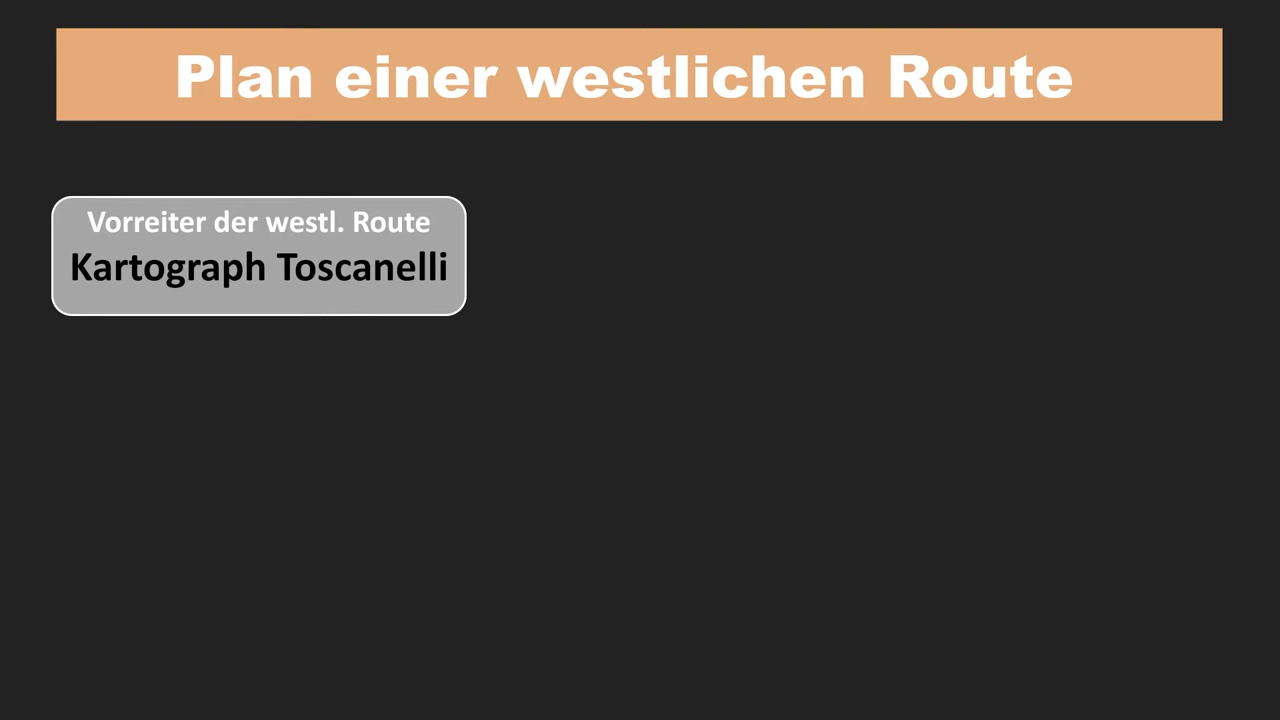 Plan einer westlichen Route
Vorreiter der westl. Route
Kartograph Toscanelli